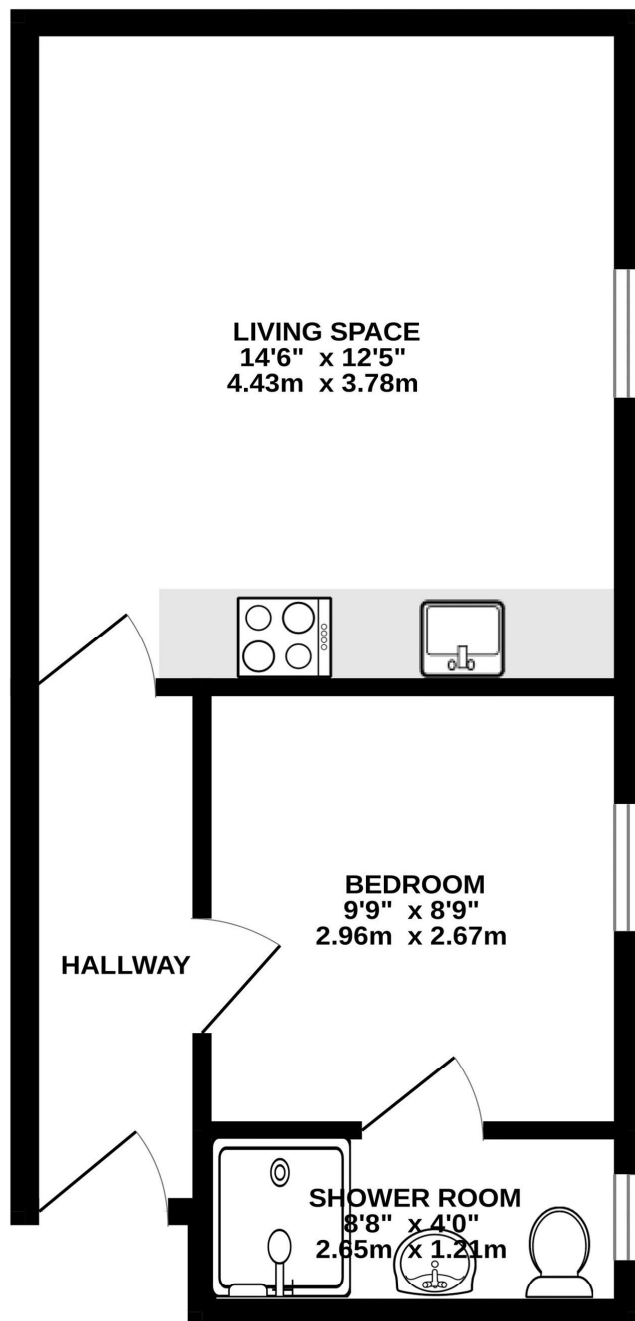 LIVING SPACE
14'6" x 12'5"
4.43m x 3.78m
BEDROOM
9'9" x 8'9"
2.96m x 2.67m
HALLWAY
SHOWER ROOM
8'8" x 4'0"
2.65m x 1.21m